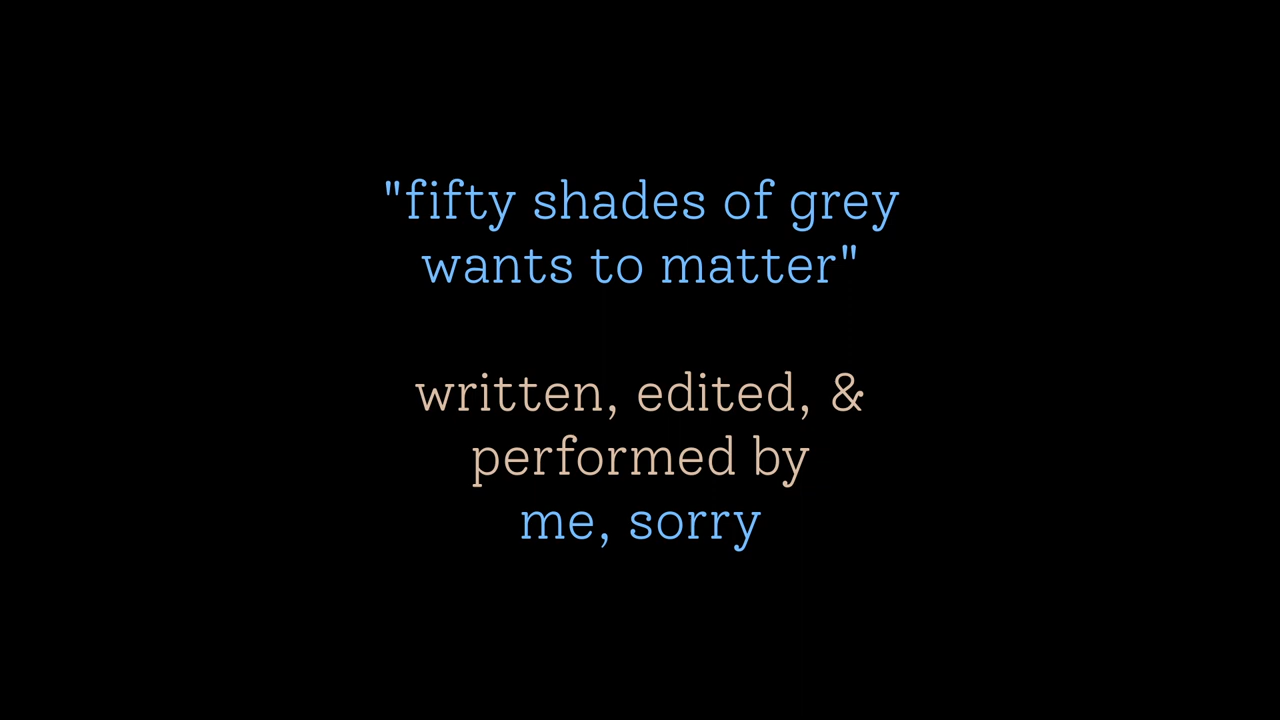 "fifty shades of grey
wants to matter"
written, edited, &
performed by
me, sorry